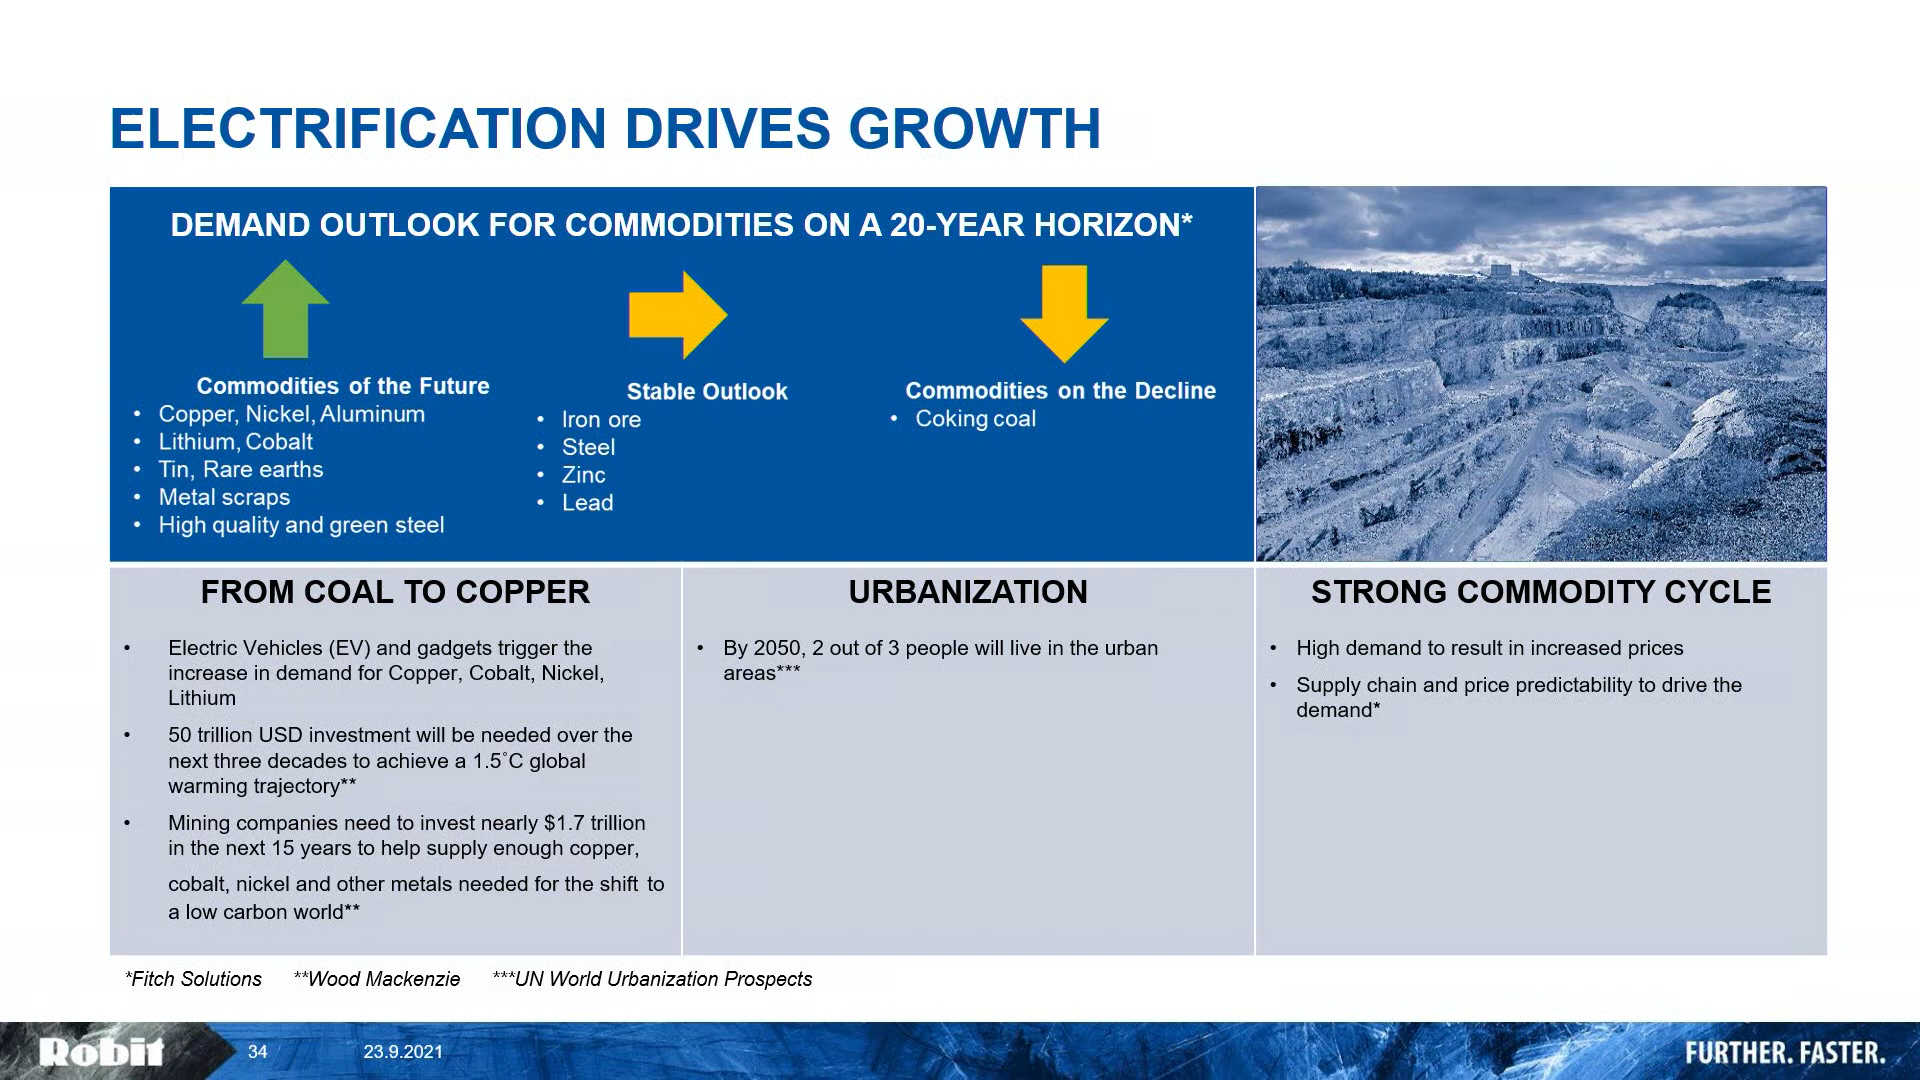 ELECTRIFICATION DRIVES GROWTH
DEMAND OUTLOOK FOR COMMODITIES ON A 20-YEAR HORIZON*
Commodities of the Future
• Copper, Nickel, Aluminum
• Lithium, Cobalt
• Tin, Rare earths
• Metal scraps
• High quality and green steel
Stable Outlook
• Iron ore
• Steel
• Zinc
• Lead
Commodities on the Decline
• Coking coal
FROM COAL TO COPPER
• Electric Vehicles (EV) and gadgets trigger the
increase in demand for Copper, Cobalt, Nickel,
Lithium
• 50 trillion USD investment will be needed over the
next three decades to achieve a 1.5°C global
warming trajectory**
• Mining companies need to invest nearly $1.7 trillion
in the next 15 years to help supply enough copper,
cobalt, nickel and other metals needed for the shift to
a low carbon world**
URBANIZATION
• By 2050, 2 out of 3 people will live in the urban
areas***
STRONG COMMODITY CYCLE
• High demand to result in increased prices
• Supply chain and price predictability to drive the
demand*
*Fitch Solutions **Wood Mackenzie ***UN World Urbanization Prospects
Robit 34 23.9.2021 FURTHER. FASTER.